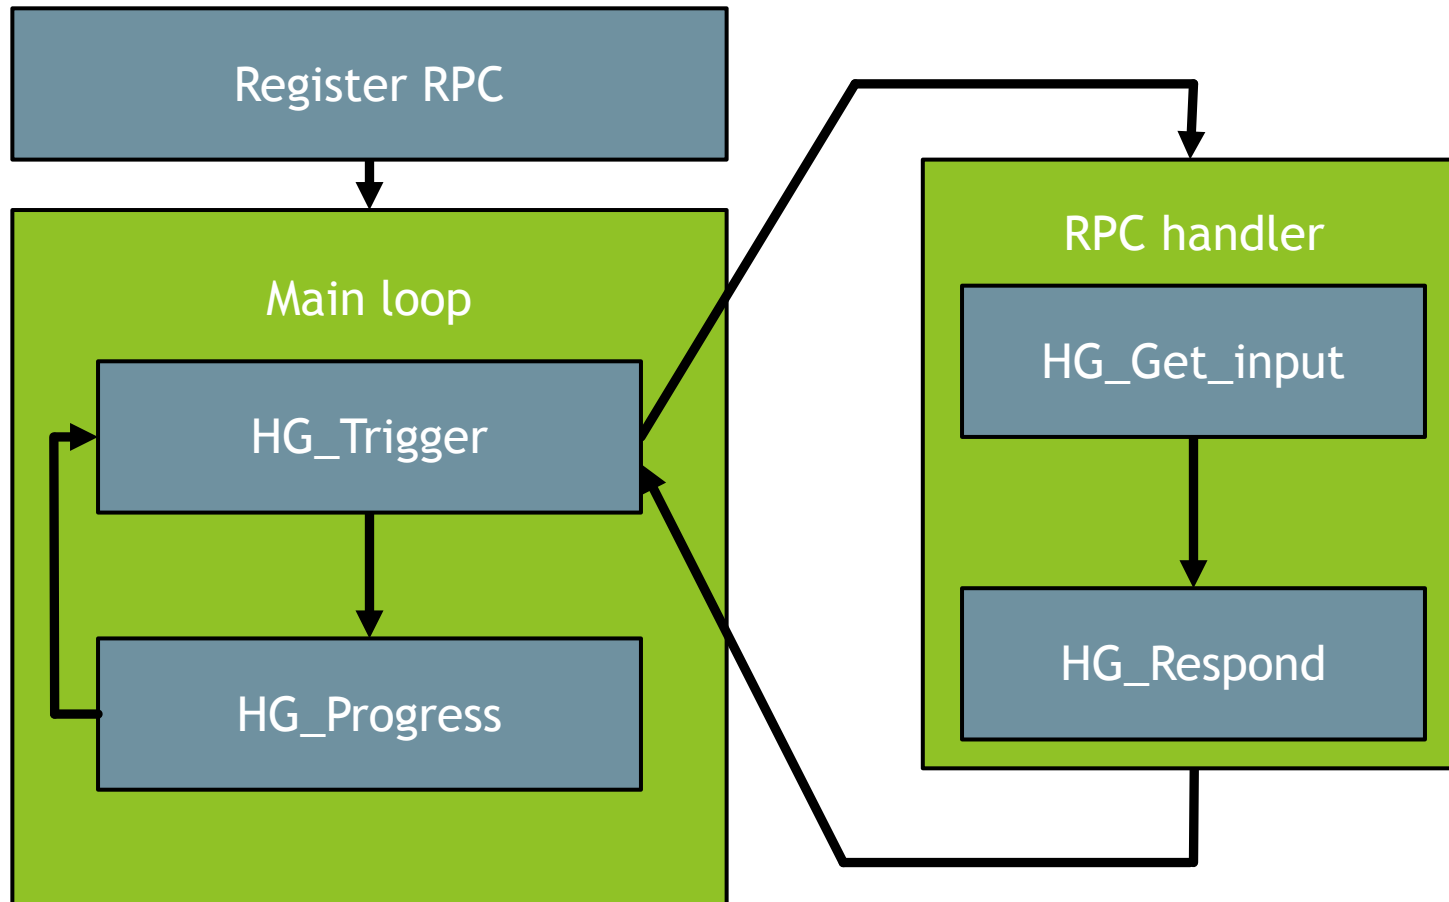 Register RPC
Main loop
HG_Trigger
HG_Progress
RPC handler
HG_Get_input
HG_Respond